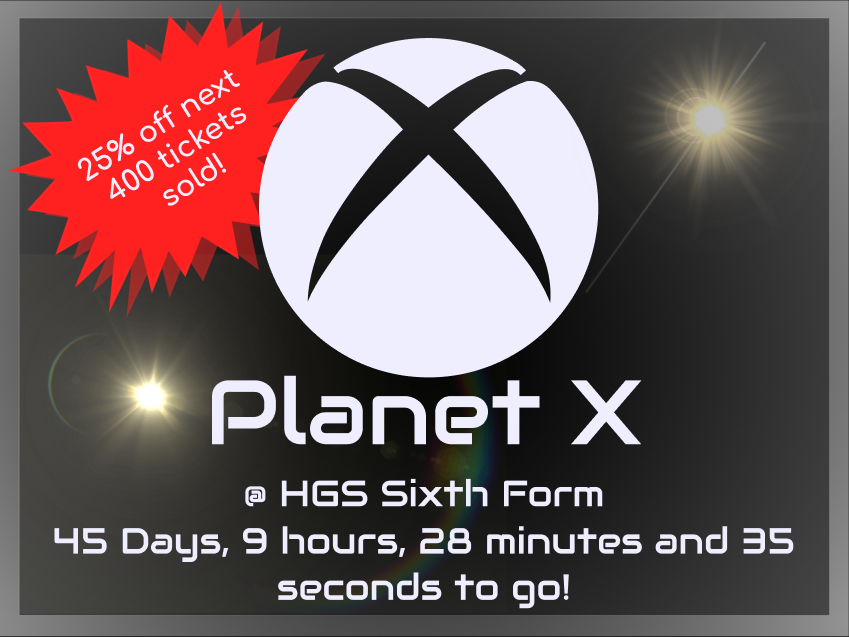 25% off next
400 tickets
sold!
Planet X
@ HGS Sixth Form
45 Days, 9 hours, 28 minutes and 35
seconds to go!